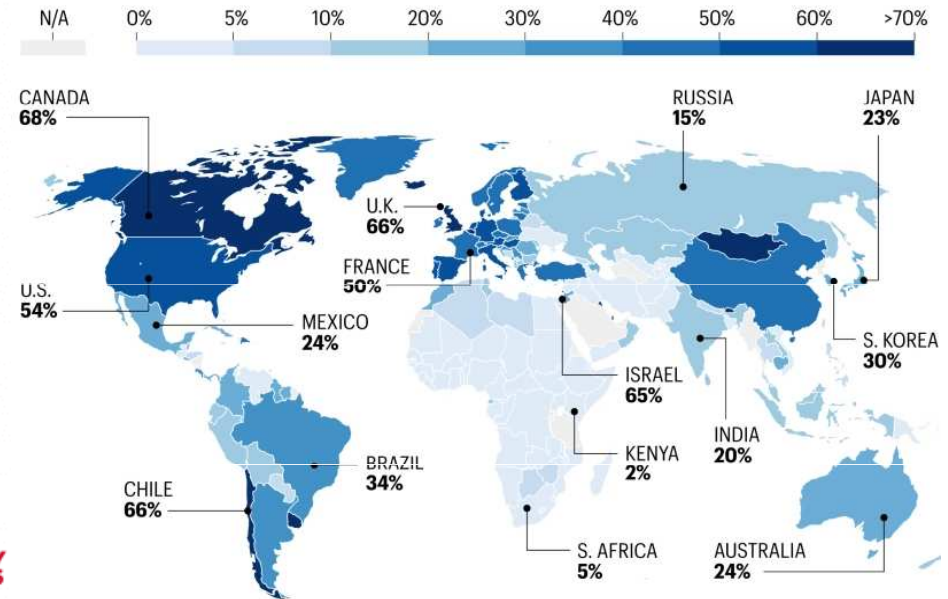 N/A 0% 5% 10% 20% 30% 40% 50% 60% >70%
CANADA
68%
RUSSIA
15%
JAPAN
23%
U.K.
66%
FRANCE
50%
U.S.
54%
MEXICO
24%
S. KOREA
30%
ISRAEL
65%
INDIA
20%
KENYA
2%
BRAZIL
34%
CHILE
66%
S. AFRICA
5%
AUSTRALIA
24%